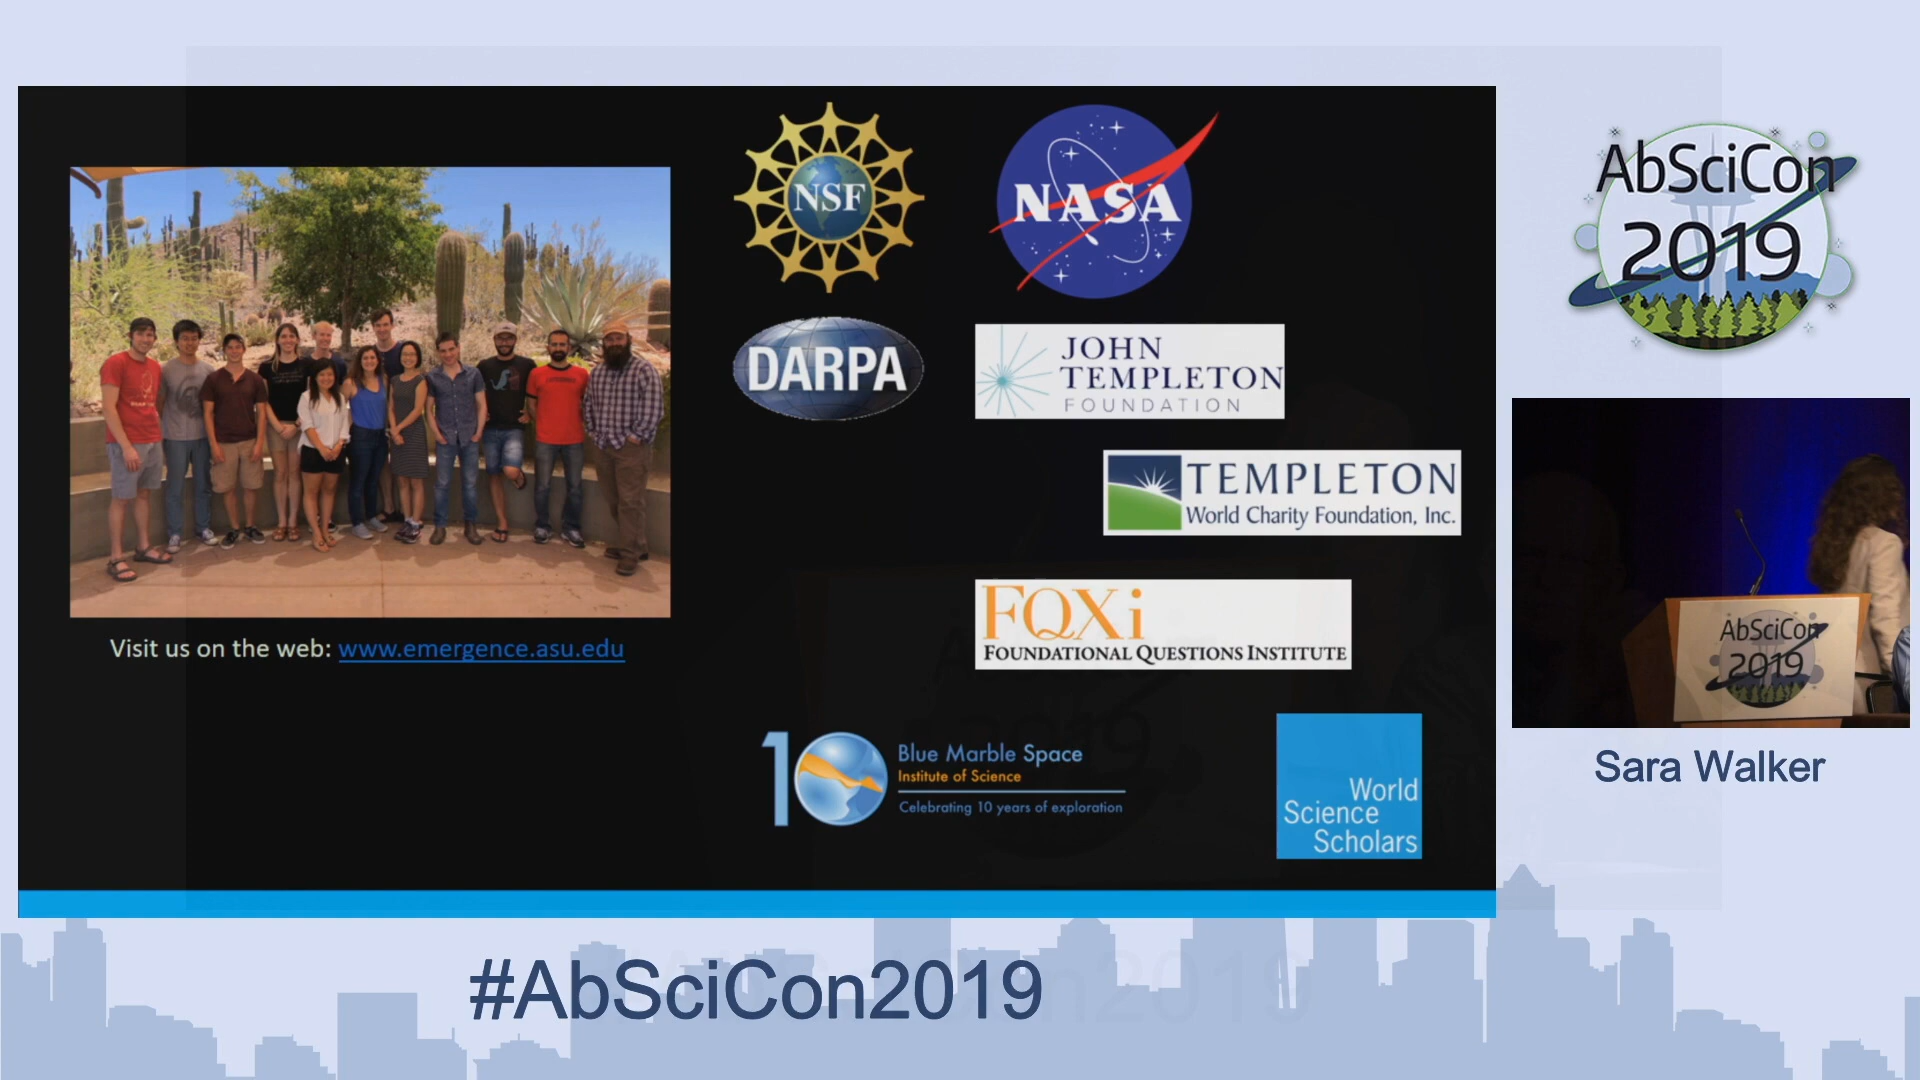 NSF
NASA
DARPA
JOHN
TEMPLETON
FOUNDATION
TEMPLETON
World Charity Foundation, Inc.
FQXi
FOUNDATIONAL QUESTIONS INSTITUTE
Visit us on the web: www.emergence.asu.edu
10
Blue Marble Space
Institute of Science
Celebrating 10 years of exploration
World
Science
Scholars
AbSciCon
2019
AbSciCon
2019
Sara Walker
#AbSciCon2019